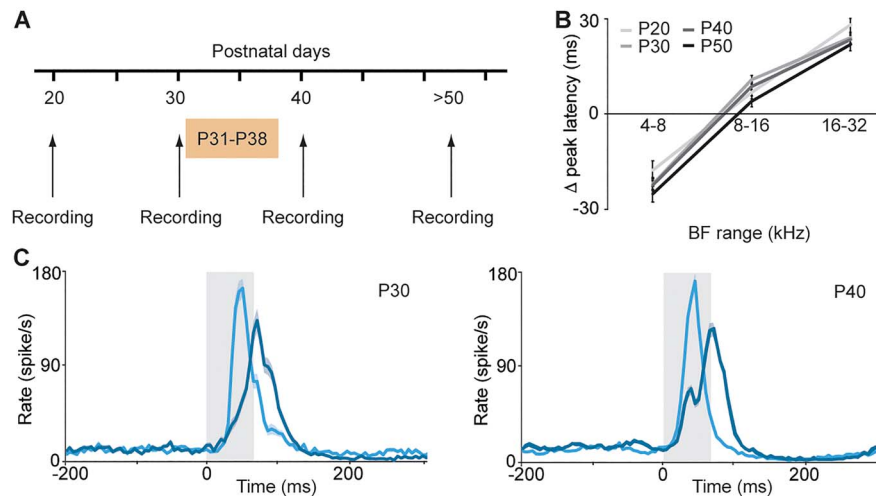 A
Postnatal days
20 30 40 >50
P31-P38
Recording Recording Recording Recording
B
Δ peak latency (ms)
30
0
-30
P20 P40
P30 P50
4-8 8-16 16-32
BF range (kHz)
C
Rate (spike/s)
180
90
0
P30
-200 0 200
Time (ms)
Rate (spike/s)
180
90
0
P40
-200 0 200
Time (ms)